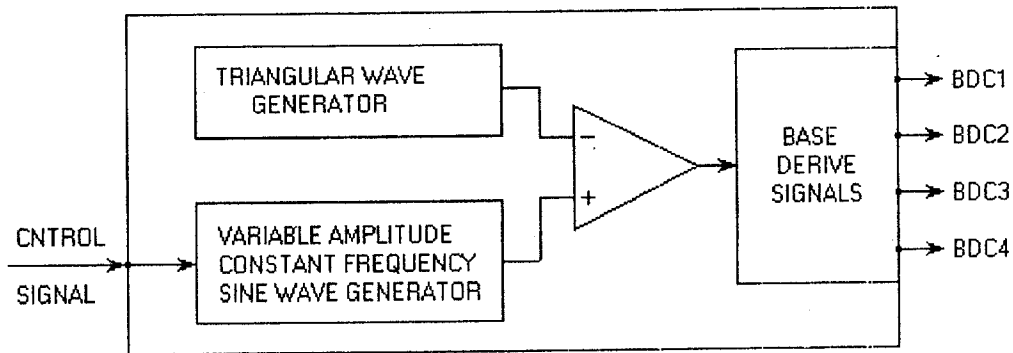 TRIANGULAR WAVE
GENERATOR
−
+
CNTROL
SIGNAL
VARIABLE AMPLITUDE
CONSTANT FREQUENCY
SINE WAVE GENERATOR
BASE
DERIVE
SIGNALS
BDC1
BDC2
BDC3
BDC4